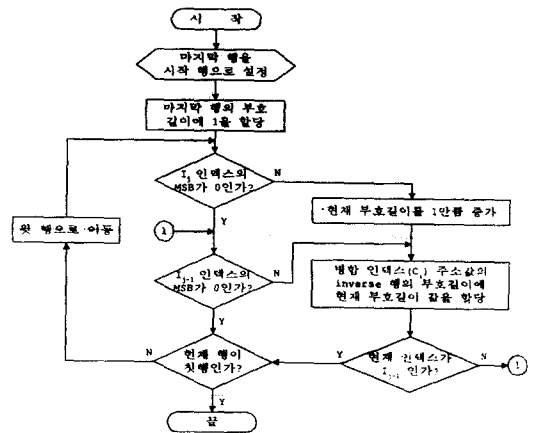 시 작
마지막 행을
시작 행으로 설정
마지막 행의 부호
길이에 1을 할당
I_j 인덱스의
MSB가 0인가?
N
Y
현재 부호길이를 1만큼 증가
윗 행으로 이동
1
I_{j-1} 인덱스의
MSB가 0인가?
N
Y
병합 인덱스(C_i) 주소값의
inverse 행의 부호길이에
현재 부호길이 값을 할당
현재 행이
첫행인가?
N
Y
현재 인덱스가
I_{j-1} 인가?
Y
N
1
끝